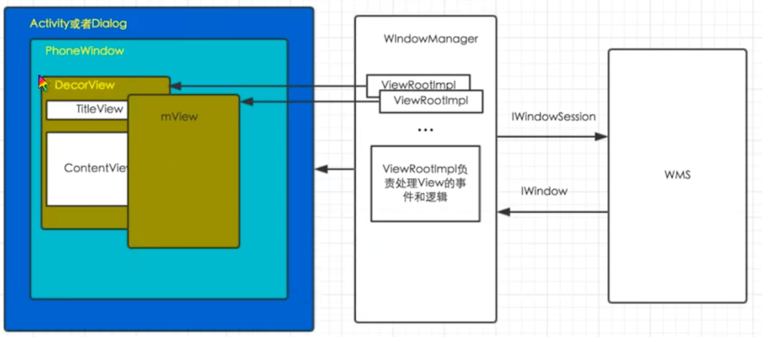 Activity或者Dialog
PhoneWindow
DecorView
TitleView
ContentView
mView
WIndowManager
ViewRootImpl
ViewRootImpl
...
ViewRootImpl负
责处理View的事
件和逻辑
IWindowSession
IWindow
WMS